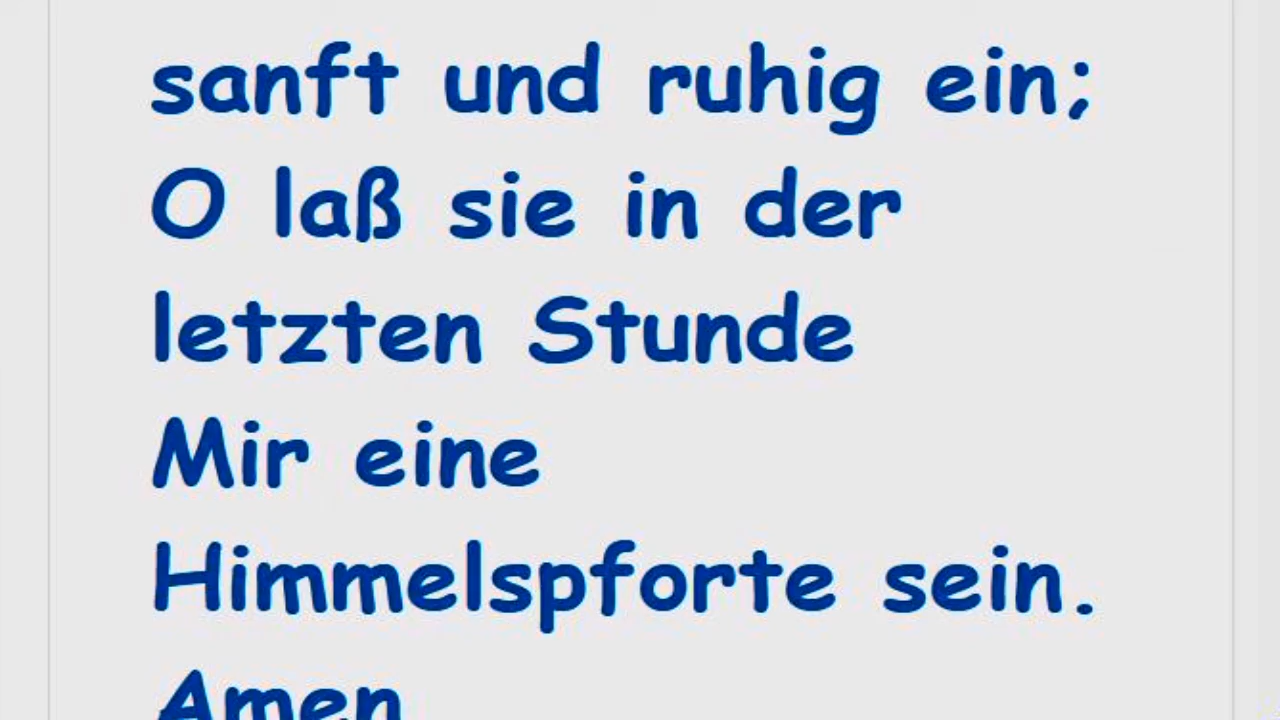 sanft und ruhig ein;
O laß sie in der
letzten Stunde
Mir eine
Himmelspforte sein.
Amen